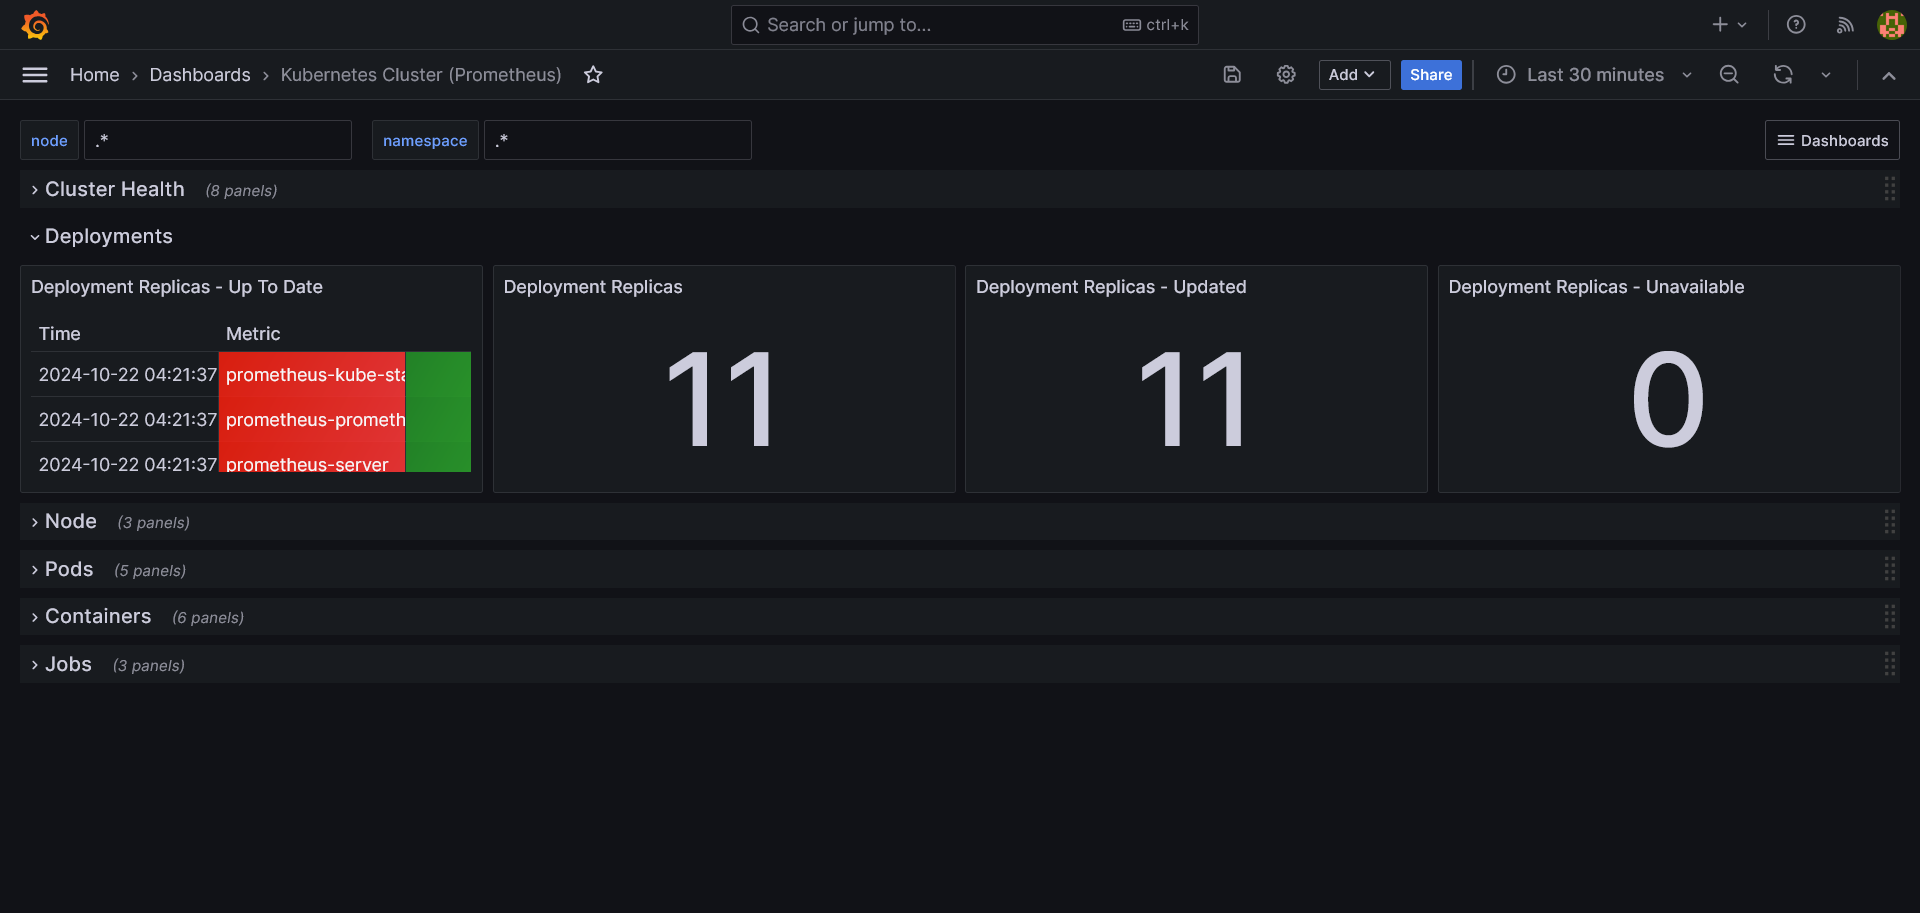 Search or jump to...
ctrl+k
Home › Dashboards › Kubernetes Cluster (Prometheus)
Add
Share
Last 30 minutes
node .*
namespace .*
Dashboards
Cluster Health (8 panels)
Deployments
Deployment Replicas - Up To Date
Time Metric
2024-10-22 04:21:37 prometheus-kube-sta
2024-10-22 04:21:37 prometheus-prometh
2024-10-22 04:21:37 prometheus-server
Deployment Replicas
11
Deployment Replicas - Updated
11
Deployment Replicas - Unavailable
0
Node (3 panels)
Pods (5 panels)
Containers (6 panels)
Jobs (3 panels)